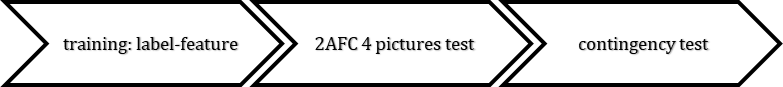 training: label-feature
2AFC 4 pictures test
contingency test